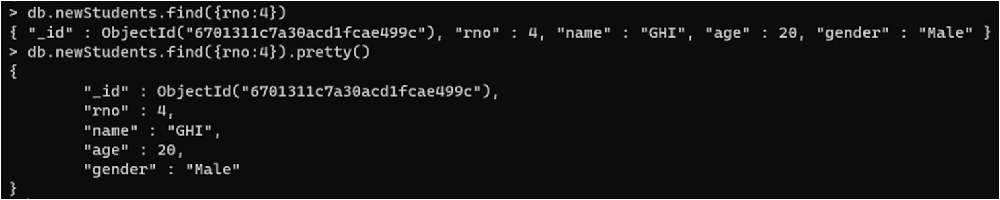 > db.newStudents.find({rno:4})
{ "_id" : ObjectId("6701311c7a30acd1fcae499c"), "rno" : 4, "name" : "GHI", "age" : 20, "gender" : "Male" }
> db.newStudents.find({rno:4}).pretty()
{
        "_id" : ObjectId("6701311c7a30acd1fcae499c"),
        "rno" : 4,
        "name" : "GHI",
        "age" : 20,
        "gender" : "Male"
}